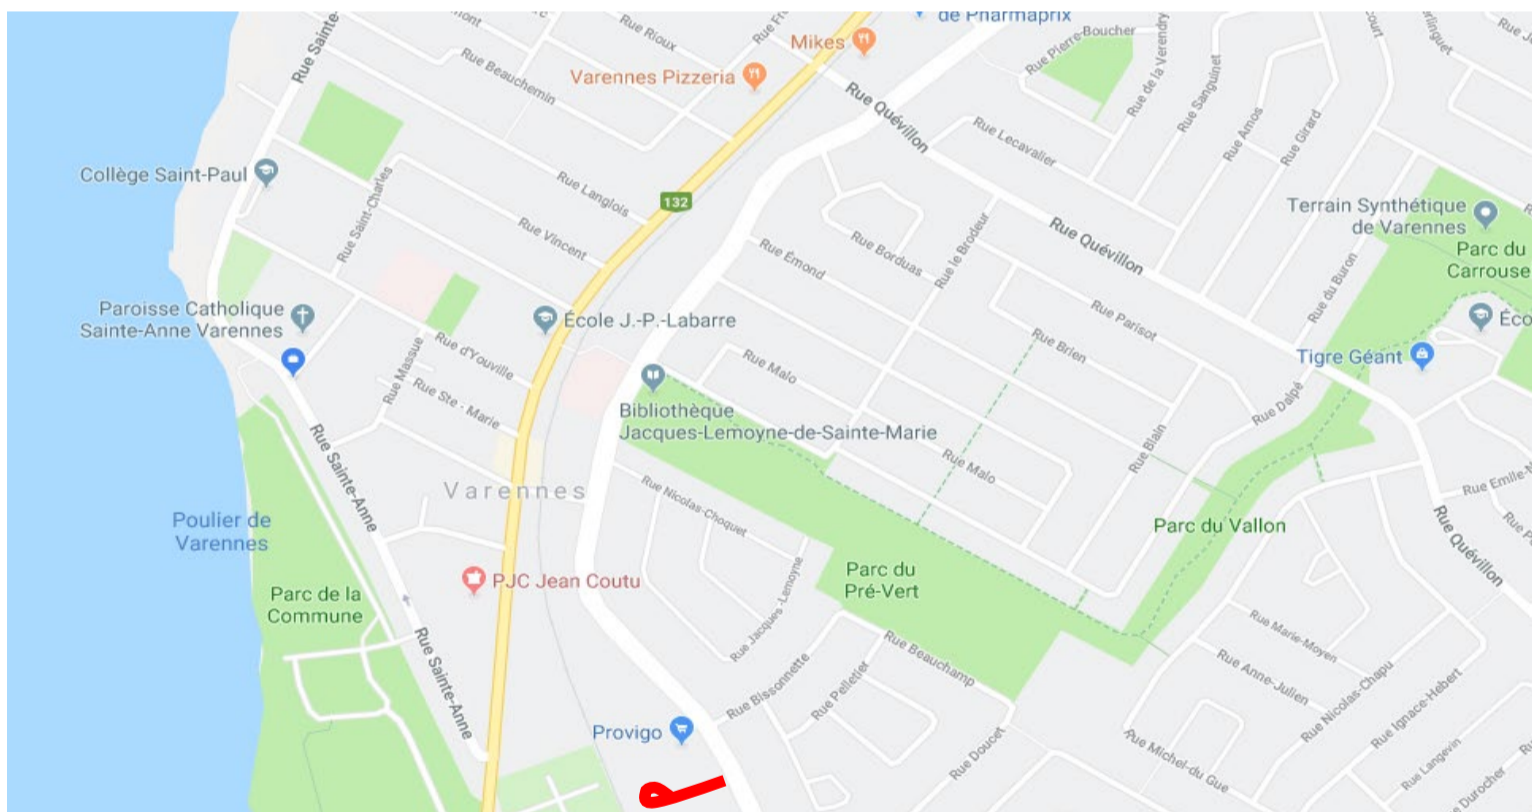 de Pharmaprix
Rue Sainte
Rue Rioux
Rue Pierre-Boucher
Mikes
Varennes Pizzeria
Rue Beauchemin
Rue Quévillon
Rue de la Verendry
Rue Sanguinet
Rue Amos
Rue Girard
Rue Lecavalier
Collège Saint-Paul
Rue Saint-Charles
Rue Langlois
132
Rue Vincent
Terrain Synthétique
de Varennes
Parc du
Carrouse
Rue Quévillon
Rue le Brodeur
Rue Borduas
Rue Émond
Rue du Buron
Paroisse Catholique
Sainte-Anne Varennes
École J.-P.-Labarre
Rue Parisot
Rue Brien
Éco
Tigre Géant
Rue d'Youville
Rue Massue
Rue Ste - Marie
Rue Malo
Bibliothèque
Jacques-Lemoyne-de-Sainte-Marie
Rue Dalpé
Rue Blain
Rue Malo
Rue Sainte-Anne
Varennes
Rue Nicolas-Choquet
Rue Emile-N
Rue Quévillon
Poulier de
Varennes
Parc du Vallon
Parc du
Pré-Vert
PJC Jean Coutu
Parc de la
Commune
Rue Jacques-Lemoyne
Rue Sainte-Anne
Rue Marie-Moyen
Rue Anne-Julien
Rue Nicolas-Chapu
Rue Ignace-Hebert
Rue Beauchamp
Rue Bissonnette
Rue Pelletier
Provigo
Rue Doucet
Rue Michel-du Gue
Rue Langevin
Durocher